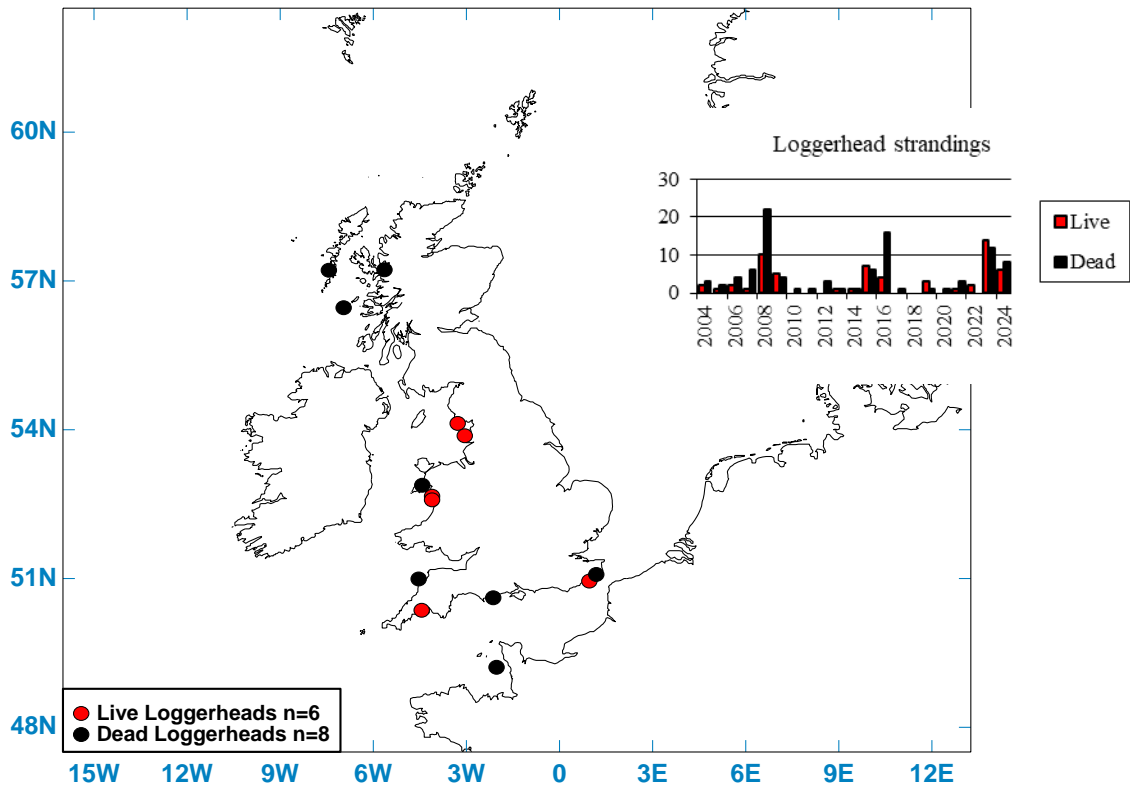 60N
57N
54N
51N
48N
15W 12W 9W 6W 3W 0 3E 6E 9E 12E
Loggerhead strandings
30
20
10
0
2004 2006 2008 2010 2012 2014 2016 2018 2020 2022 2024
Live
Dead
Live Loggerheads n=6
Dead Loggerheads n=8